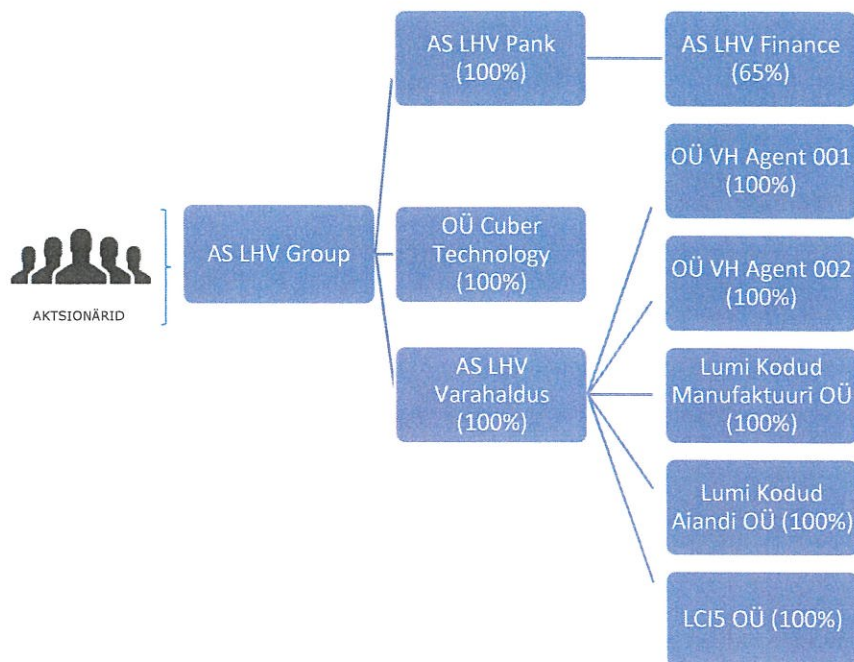 AKTSIONÄRID
AS LHV Group
AS LHV Pank
(100%)
OÜ Cuber
Technology
(100%)
AS LHV
Varahaldus
(100%)
AS LHV Finance
(65%)
OÜ VH Agent 001
(100%)
OÜ VH Agent 002
(100%)
Lumi Kodud
Manufaktuuri OÜ
(100%)
Lumi Kodud
Aiandi OÜ (100%)
LCI5 OÜ (100%)